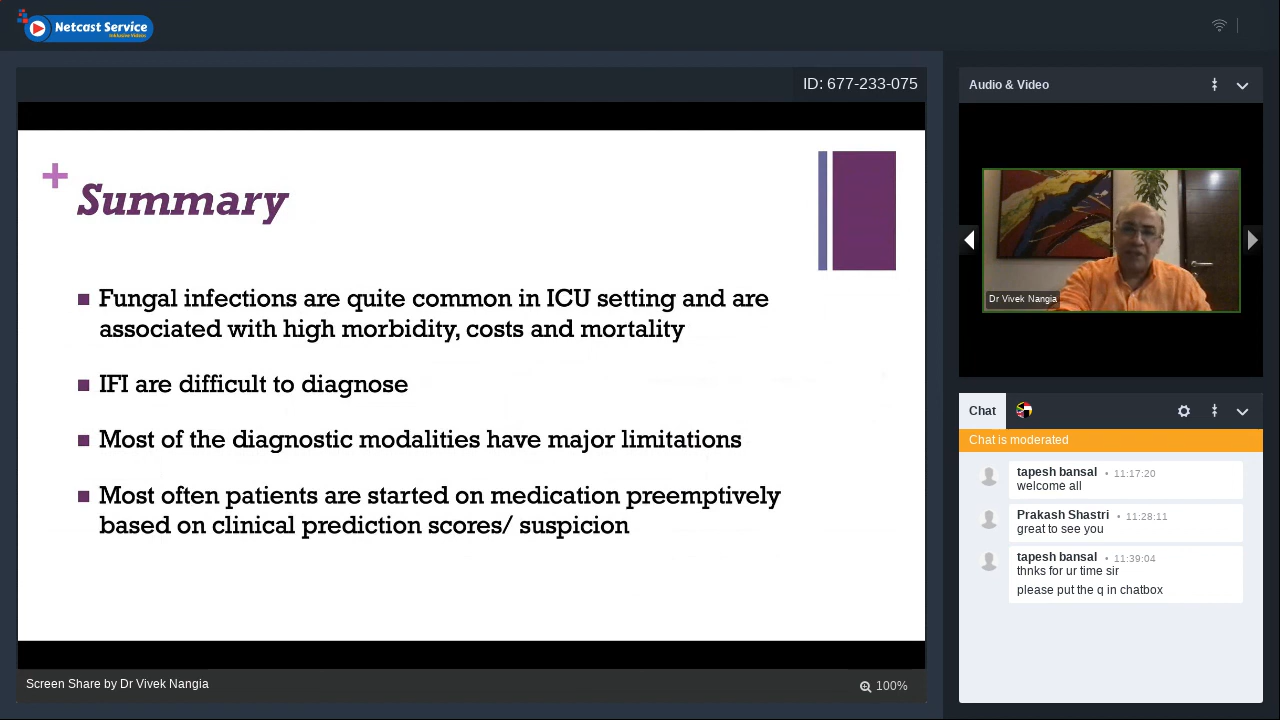 Netcast Service
ID: 677-233-075
+
Summary
Fungal infections are quite common in ICU setting and are
associated with high morbidity, costs and mortality
IFI are difficult to diagnose
Most of the diagnostic modalities have major limitations
Most often patients are started on medication preemptively
based on clinical prediction scores/ suspicion
Screen Share by Dr Vivek Nangia
100%
Audio & Video
Dr Vivek Nangia
Chat
Chat is moderated
tapesh bansal • 11:17:20
welcome all
Prakash Shastri • 11:28:11
great to see you
tapesh bansal • 11:39:04
thnks for ur time sir
please put the q in chatbox